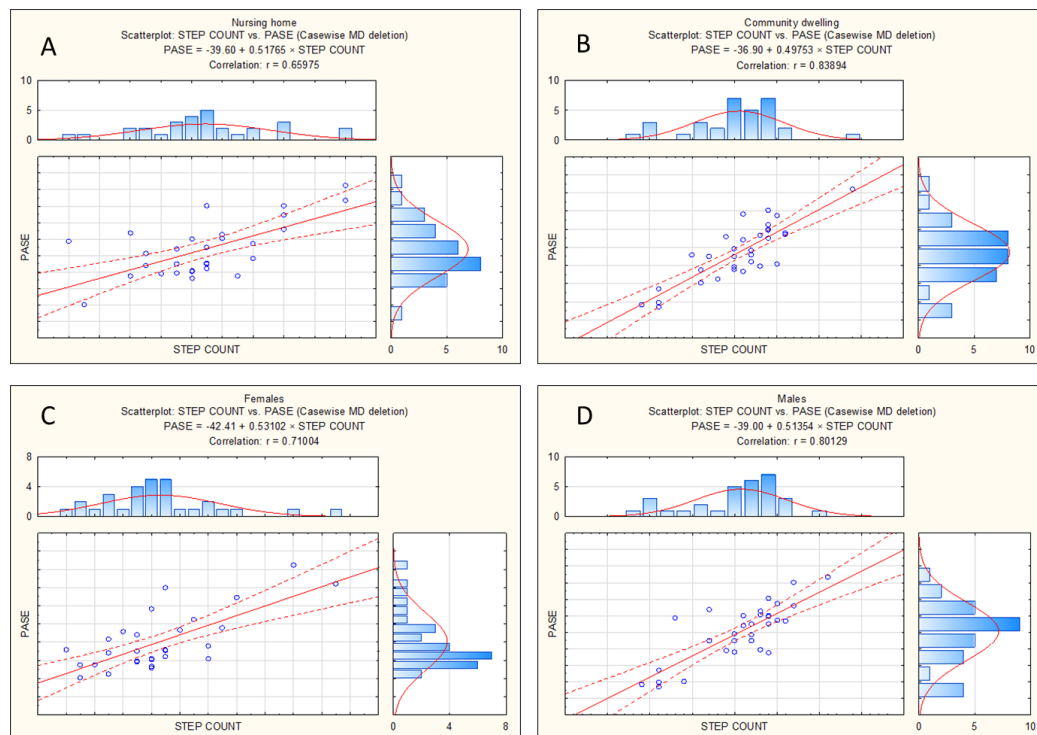 A
Nursing home
Scatterplot: STEP COUNT vs. PASE (Casewise MD deletion)
PASE = -39.60 + 0.51765 × STEP COUNT
Correlation: r = 0.65975
10
5
0
PASE
STEP COUNT
0 5 10
B
Community dwelling
Scatterplot: STEP COUNT vs. PASE (Casewise MD deletion)
PASE = -36.90 + 0.49753 × STEP COUNT
Correlation: r = 0.83894
10
5
0
PASE
STEP COUNT
0 5 10
C
Females
Scatterplot: STEP COUNT vs. PASE (Casewise MD deletion)
PASE = -42.41 + 0.53102 × STEP COUNT
Correlation: r = 0.71004
8
4
0
PASE
STEP COUNT
0 4 8
D
Males
Scatterplot: STEP COUNT vs. PASE (Casewise MD deletion)
PASE = -39.00 + 0.51354 × STEP COUNT
Correlation: r = 0.80129
10
5
0
PASE
STEP COUNT
0 5 10